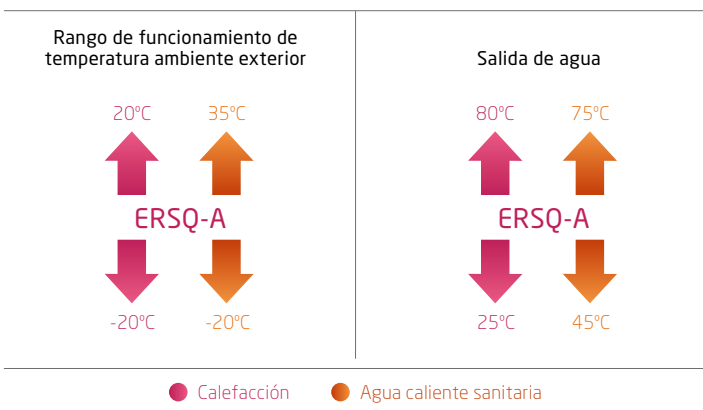 Rango de funcionamiento de
temperatura ambiente exterior
20ºC 35ºC
ERSQ-A
-20ºC -20ºC
Salida de agua
80ºC 75ºC
ERSQ-A
25ºC 45ºC
Calefacción Agua caliente sanitaria